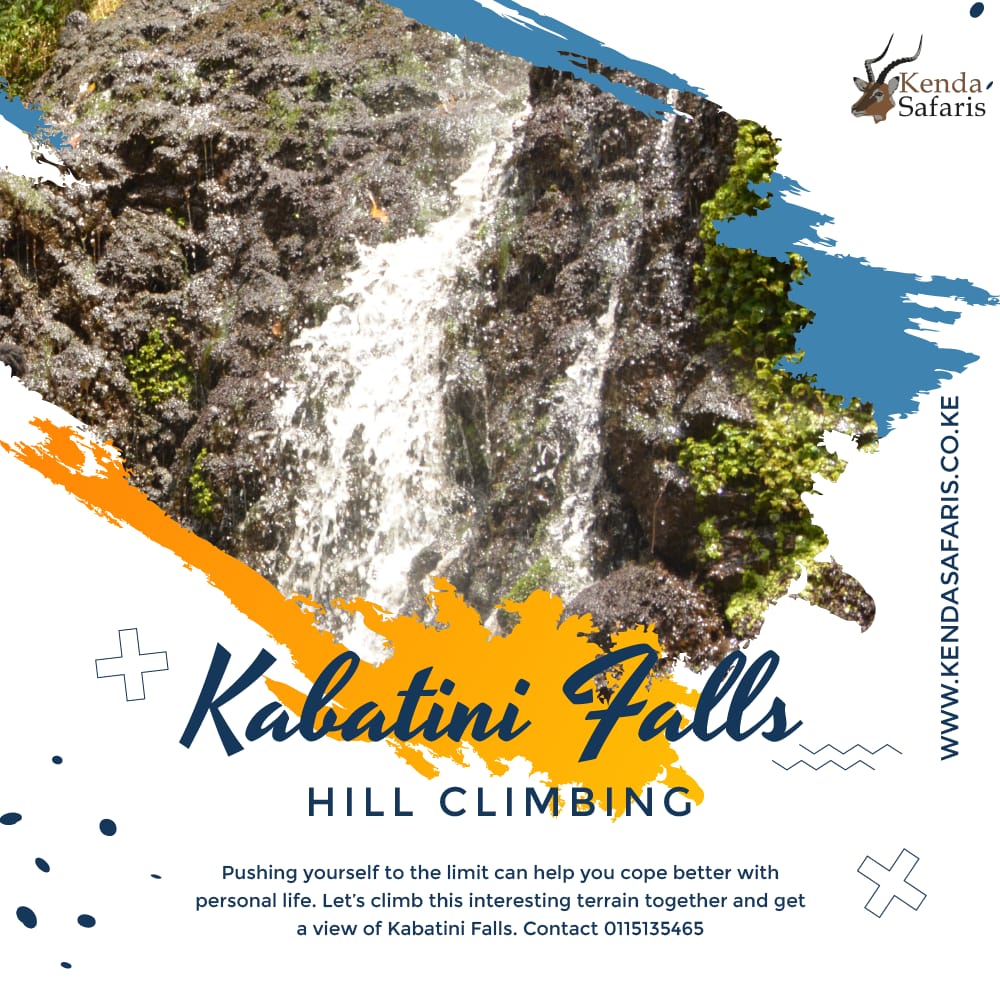 Kenda
Safaris
WWW.KENDASAFARIS.CO.KE
Kabatini Falls
HILL CLIMBING
Pushing yourself to the limit can help you cope better with
personal life. Let’s climb this interesting terrain together and get
a view of Kabatini Falls. Contact 0115135465